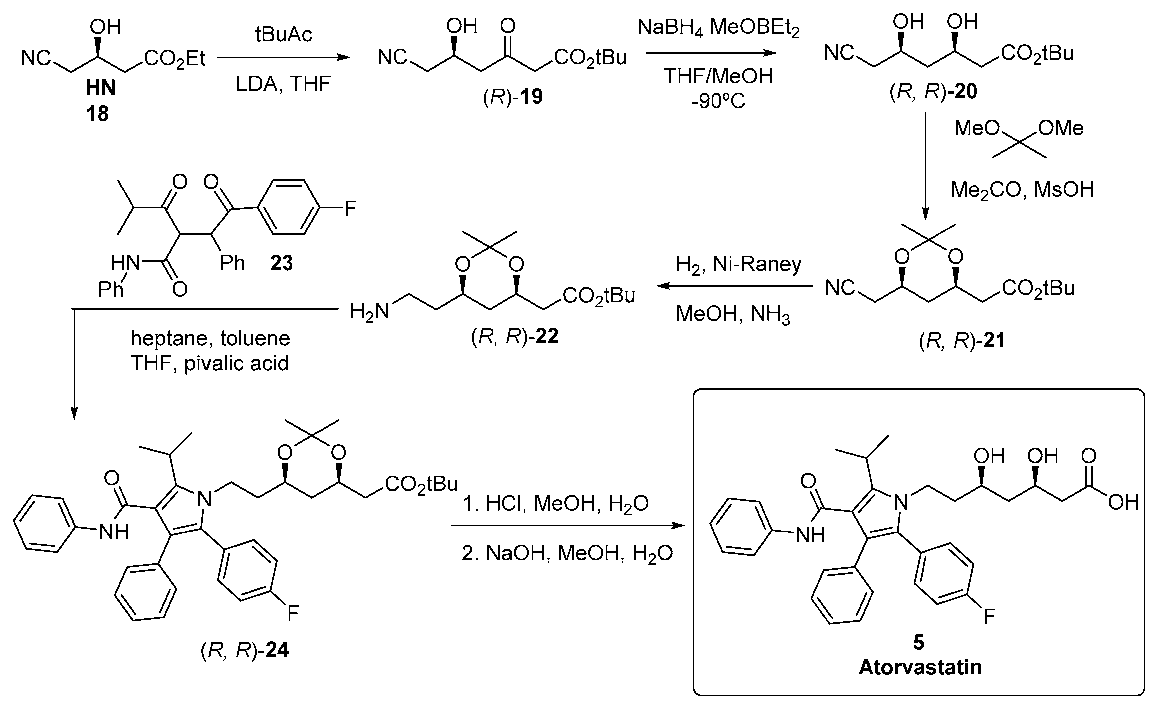 OH
NC
CO₂Et
HN
18
tBuAc
LDA, THF
OH
O
NC
CO₂tBu
(R)-19
NaBH₄ MeOBEt₂
THF/MeOH
-90ºC
OH
OH
NC
CO₂tBu
(R, R)-20
MeO
OMe
Me₂CO, MsOH
O
O
NC
CO₂tBu
(R, R)-21
H₂, Ni-Raney
MeOH, NH₃
O
O
H₂N
CO₂tBu
(R, R)-22
O
O
F
HN
Ph
O
Ph
23
heptane, toluene
THF, pivalic acid
O
O
O
N
CO₂tBu
NH
F
(R, R)-24
1. HCl, MeOH, H₂O
2. NaOH, MeOH, H₂O
OH
OH
O
O
N
OH
NH
F
5
Atorvastatin